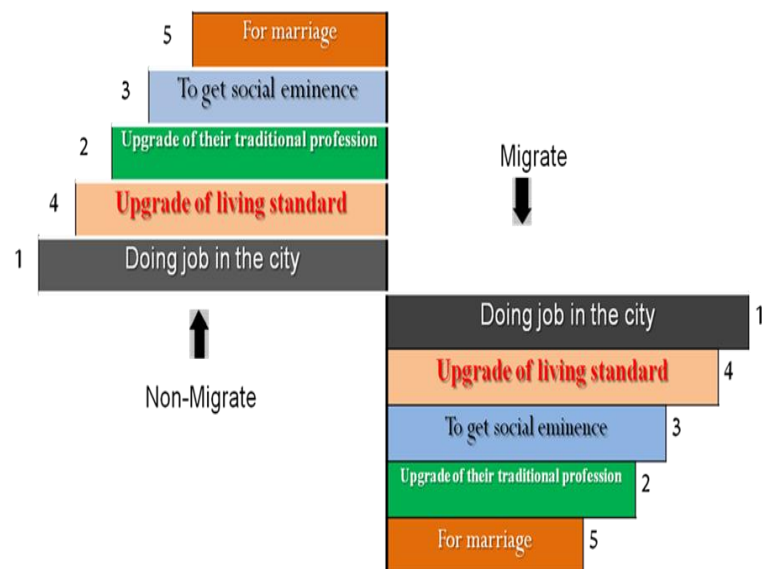 5 For marriage
3 To get social eminence
2 Upgrade of their traditional profession
4 Upgrade of living standard
1 Doing job in the city
Non-Migrate
Migrate
Doing job in the city 1
Upgrade of living standard 4
To get social eminence 3
Upgrade of their traditional profession 2
For marriage 5